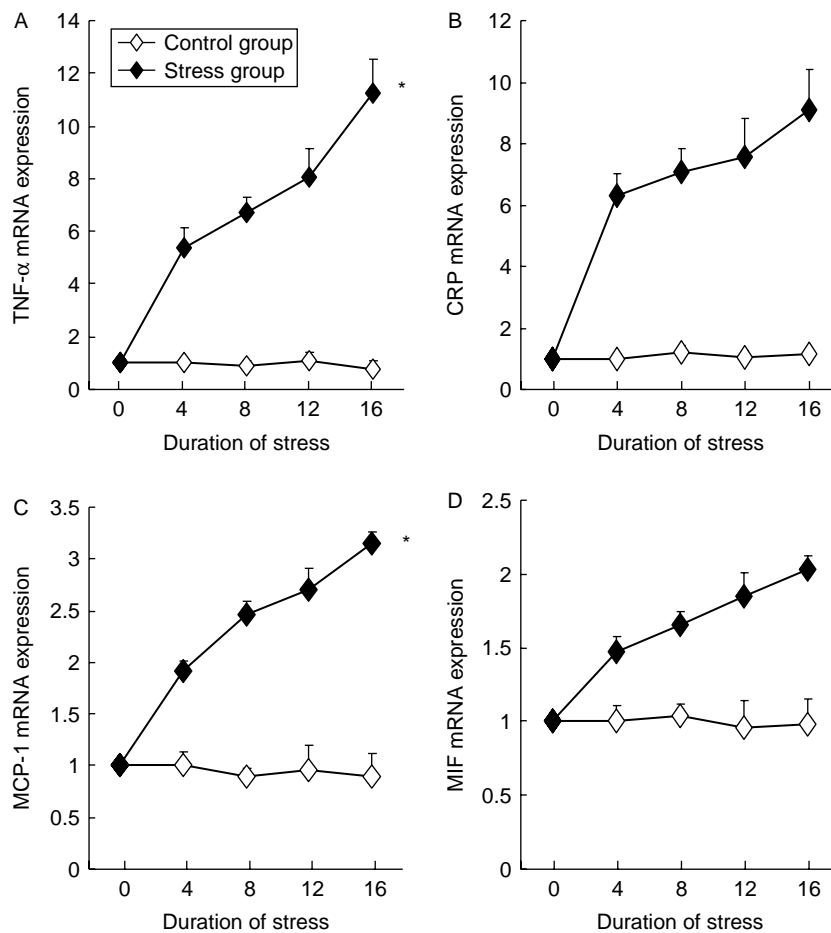 A
TNF-α mRNA expression
14
12
10
8
6
4
2
0
Control group
Stress group
*
0 4 8 12 16
Duration of stress
B
CRP mRNA expression
12
10
8
6
4
2
0
0 4 8 12 16
Duration of stress
C
MCP-1 mRNA expression
3.5
3
2.5
2
1.5
1
0.5
0
*
0 4 8 12 16
Duration of stress
D
MIF mRNA expression
2.5
2
1.5
1
0.5
0
0 4 8 12 16
Duration of stress